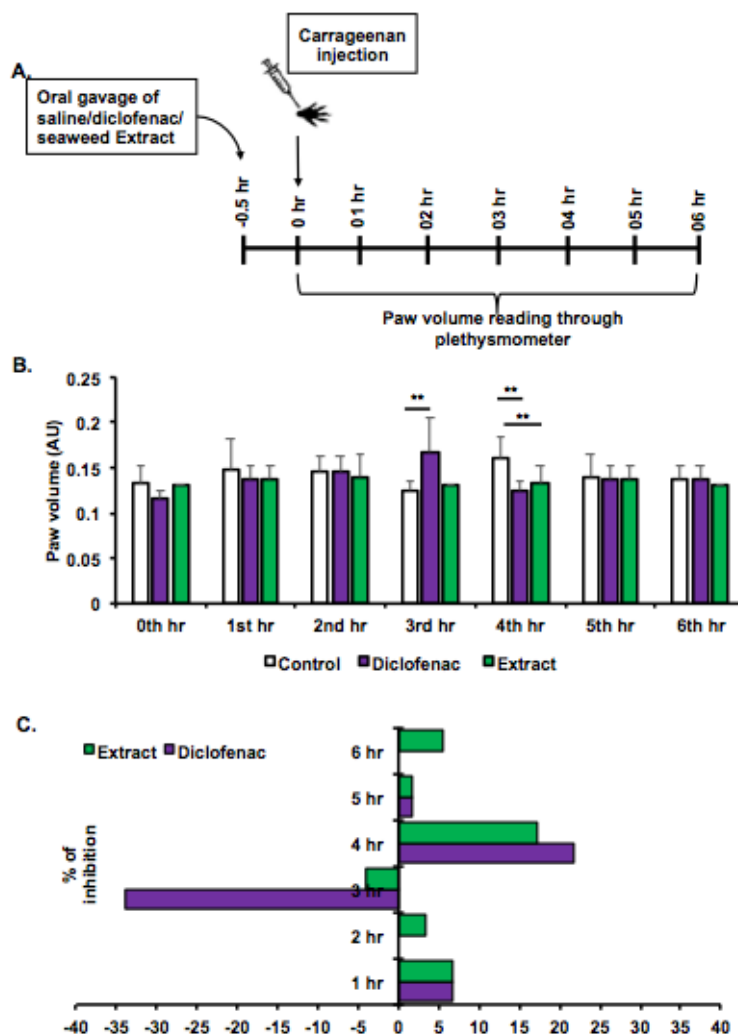 Carrageenan
injection
A.
Oral gavage of
saline/diclofenac/
seaweed Extract
-0.5 hr
0 hr
01 hr
02 hr
03 hr
04 hr
05 hr
06 hr
Paw volume reading through
plethysmometer
B.
Paw volume (AU)
0.25
0.2
0.15
0.1
0.05
0
**
**
**
0th hr 1st hr 2nd hr 3rd hr 4th hr 5th hr 6th hr
Control Diclofenac Extract
C.
Extract Diclofenac
% of
inhibition
6 hr
5 hr
4 hr
3 hr
2 hr
1 hr
-40 -35 -30 -25 -20 -15 -10 -5 0 5 10 15 20 25 30 35 40